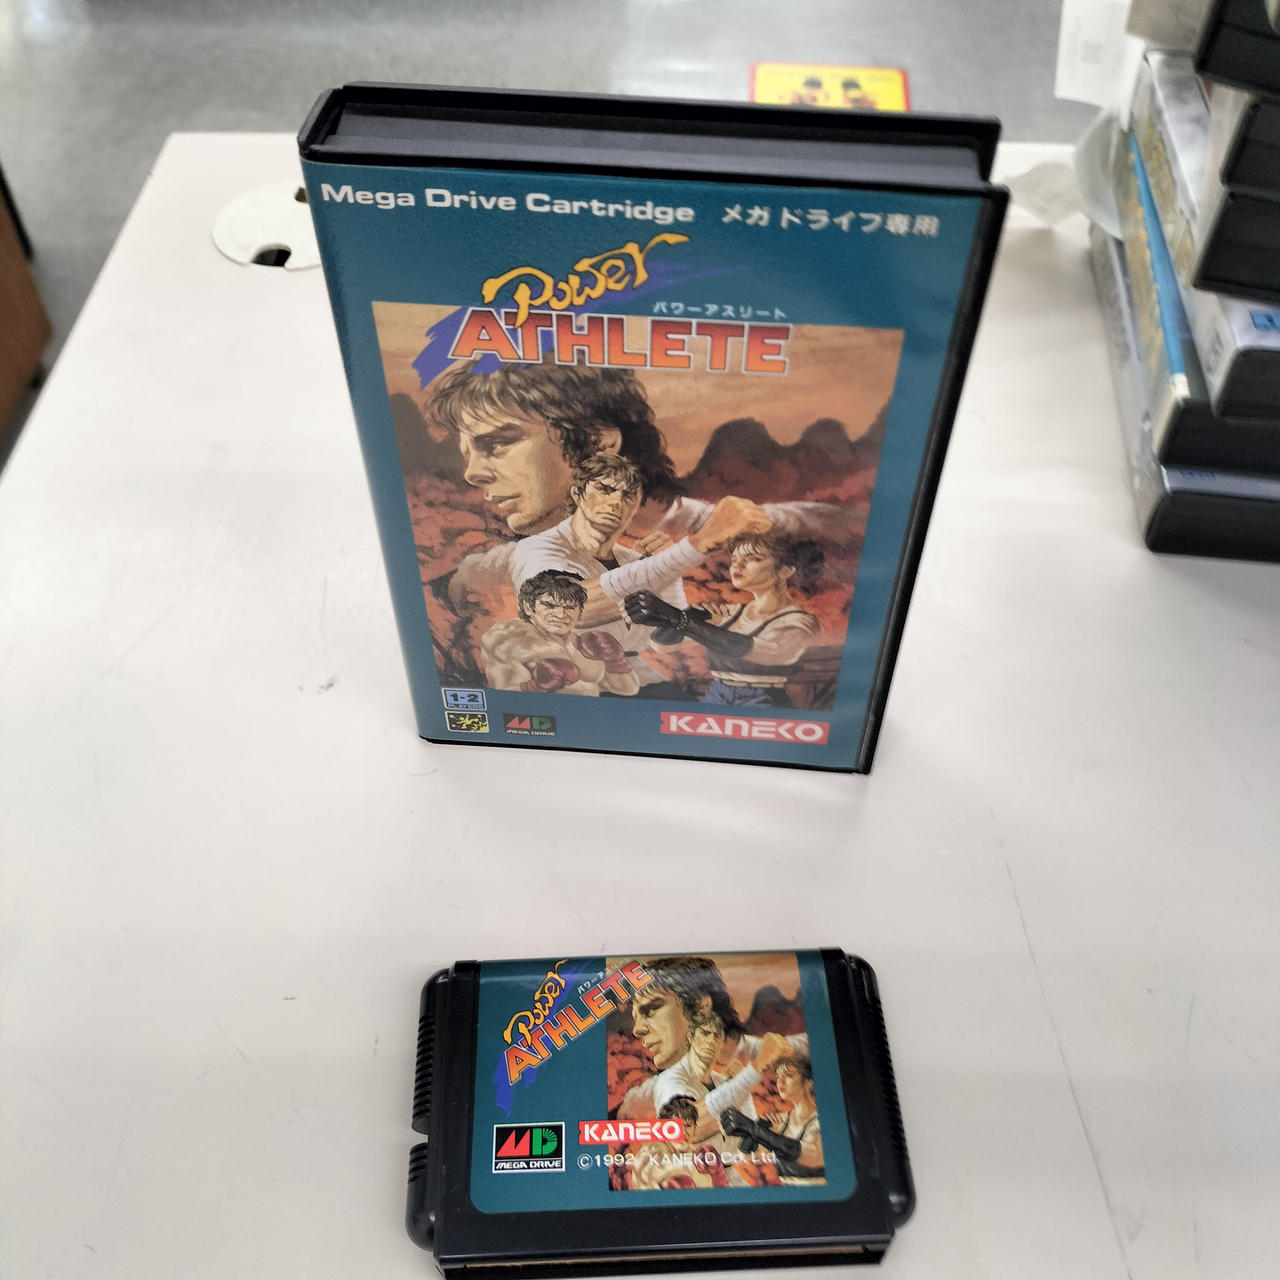 Mega Drive Cartridge メガドライブ専用
Power
パワーアスリート
ATHLETE
1-2
PLAYERS
MEGA DRIVE
KANEKO
Power
パワーアスリート
ATHLETE
KANEKO
MEGA DRIVE
©1992 KANEKO Co. Ltd.